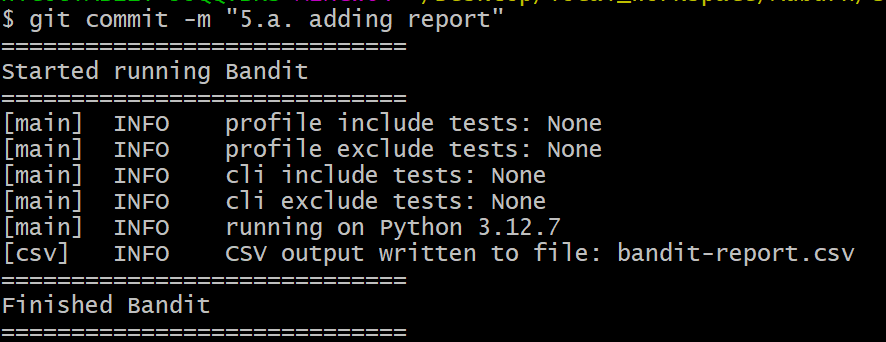 $ git commit -m "5.a. adding report"
=============================
Started running Bandit
=============================
[main]  INFO    profile include tests: None
[main]  INFO    profile exclude tests: None
[main]  INFO    cli include tests: None
[main]  INFO    cli exclude tests: None
[main]  INFO    running on Python 3.12.7
[csv]   INFO    CSV output written to file: bandit-report.csv
=============================
Finished Bandit
=============================